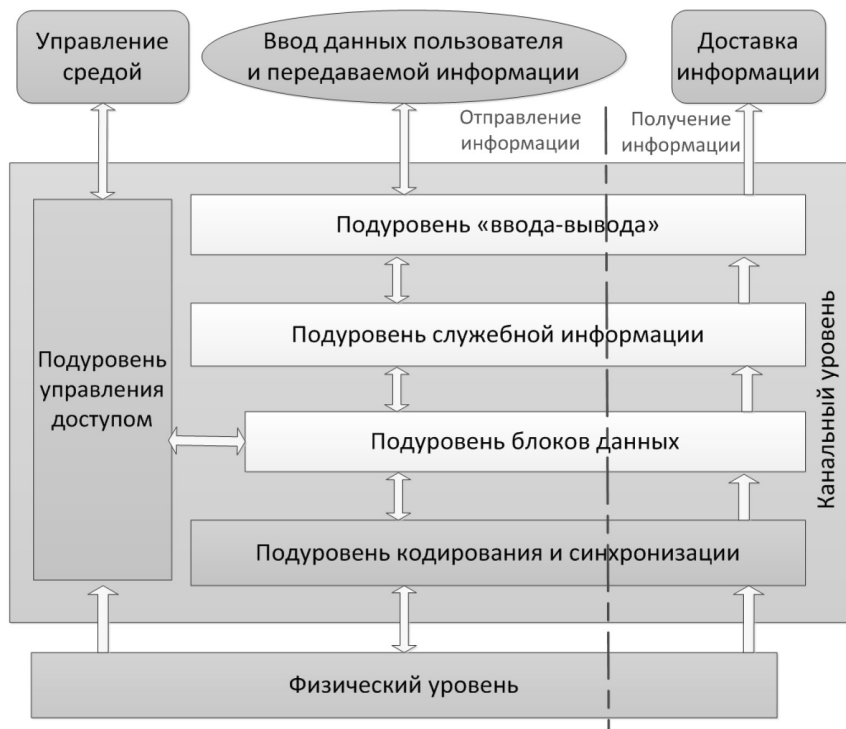 Управление
средой
Ввод данных пользователя
и передаваемой информации
Доставка
информации
Отправление
информации
Получение
информации
Подуровень «ввода-вывода»
Подуровень служебной информации
Подуровень
управления
доступом
Подуровень блоков данных
Подуровень кодирования и синхронизации
Канальный уровень
Физический уровень